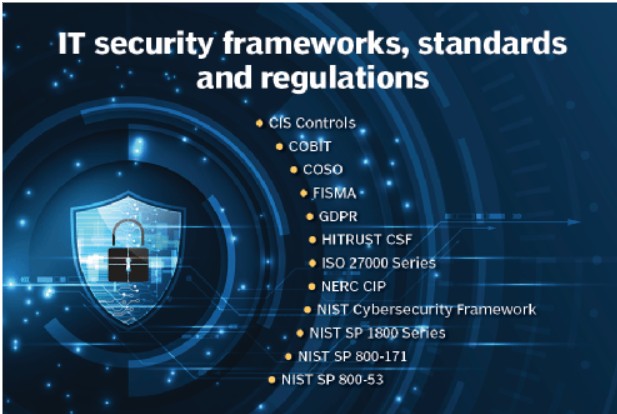 IT security frameworks, standards
and regulations
CIS Controls
COBIT
COSO
FISMA
GDPR
HITRUST CSF
ISO 27000 Series
NERC CIP
NIST Cybersecurity Framework
NIST SP 1800 Series
NIST SP 800-171
NIST SP 800-53